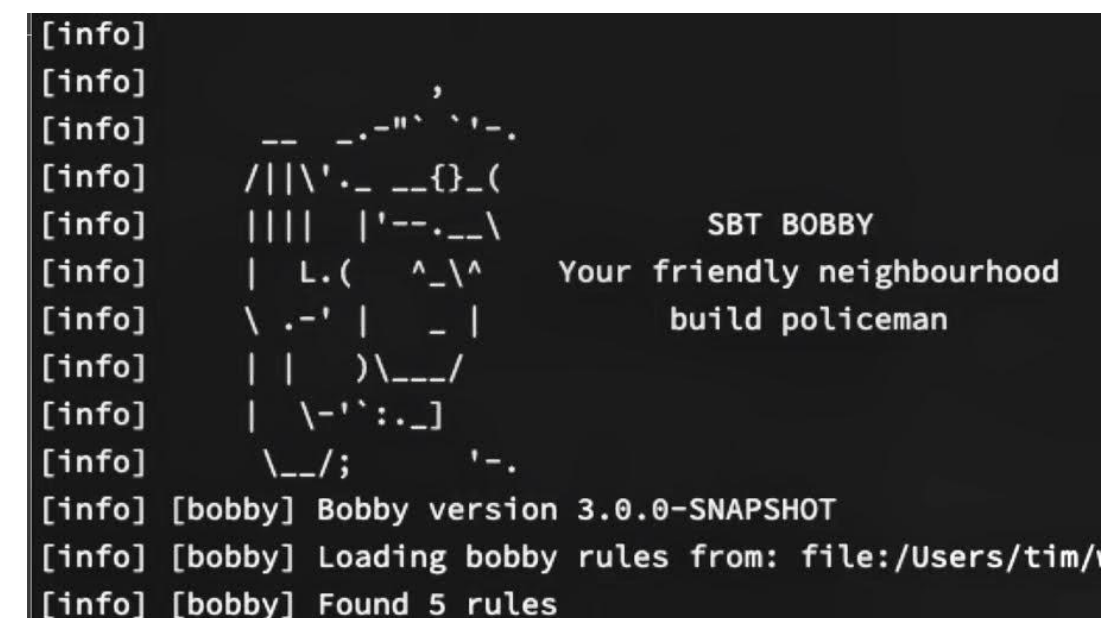 [info]
[info]                               ,
[info]             __   _.-"` `'-.
[info]            /||\'._ __{}_(
[info]            ||||  |'--.__\                       SBT BOBBY
[info]            |  L.(   ^_\^        Your friendly neighbourhood
[info]            \ .-' |   _ |                    build policeman
[info]            | |   )\___/
[info]            |  \-'`:._]
[info]             \__/;      '-.
[info] [bobby] Bobby version 3.0.0-SNAPSHOT
[info] [bobby] Loading bobby rules from: file:/Users/tim/
[info] [bobby] Found 5 rules